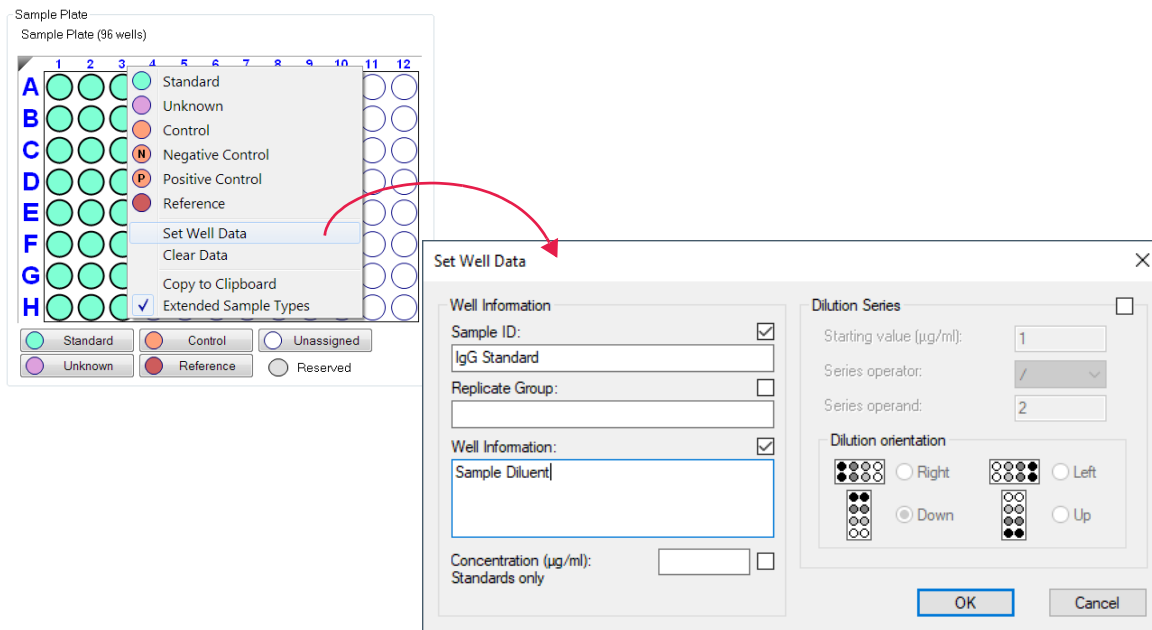 Sample Plate
Sample Plate (96 wells)
1 2 3 4 5 6 7 8 9 10 11 12
A
B
C
D
E
F
G
H
Standard
Unknown
Control
N Negative Control
P Positive Control
Reference
Set Well Data
Clear Data
Copy to Clipboard
Extended Sample Types
Standard Control Unassigned
Unknown Reference Reserved
Set Well Data
Well Information
Sample ID:
IgG Standard
Replicate Group:
Well Information:
Sample Diluent
Concentration (µg/ml):
Standards only
Dilution Series
Starting value (µg/ml): 1
Series operator: /
Series operand: 2
Dilution orientation
Right Left
Down Up
OK Cancel